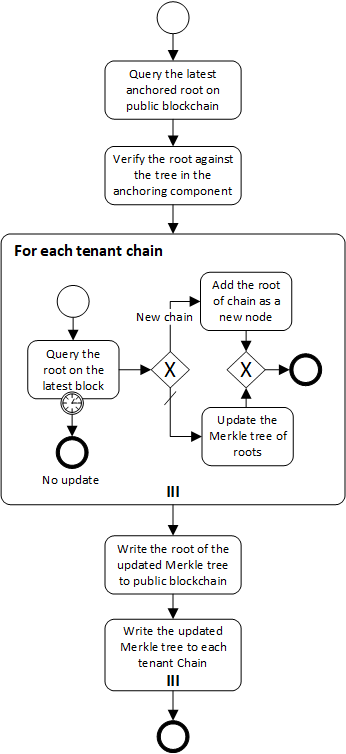 Query the latest
anchored root on
public blockchain
Verify the root against
the tree in the
anchoring component
For each tenant chain
Add the root
of chain as a
new node
New chain
Query the
root on the
latest block
X
X
Update the
Merkle tree of
roots
No update
Write the root of the
updated Merkle tree
to public blockchain
Write the updated
Merkle tree to each
tenant Chain